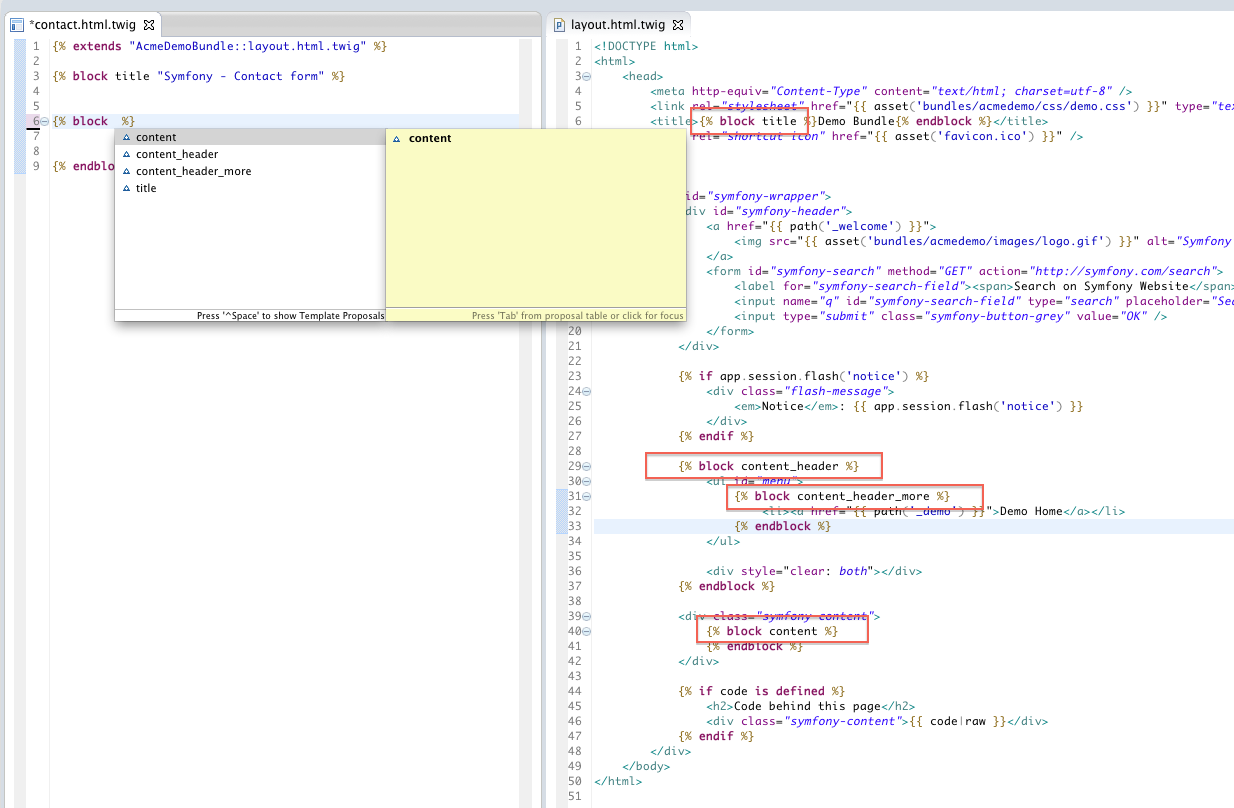 *contact.html.twig
1 {% extends "AcmeDemoBundle::layout.html.twig" %}
2
3 {% block title "Symfony - Contact form" %}
4
5
6 {% block  %}
7
8
9 {% endblo
content
content_header
content_header_more
title
Press '^Space' to show Template Proposals
content
Press 'Tab' from proposal table or click for focus
layout.html.twig
1 <!DOCTYPE html>
2 <html>
3 <head>
4 <meta http-equiv="Content-Type" content="text/html; charset=utf-8" />
5 <link rel="stylesheet" href="{{ asset('bundles/acmedemo/css/demo.css') }}" type="tex
6 <title>{% block title %}Demo Bundle{% endblock %}</title>
rel="shortcut icon" href="{{ asset('favicon.ico') }}" />
id="symfony-wrapper">
div id="symfony-header">
<a href="{{ path('_welcome') }}">
<img src="{{ asset('bundles/acmedemo/images/logo.gif') }}" alt="Symfony
</a>
<form id="symfony-search" method="GET" action="http://symfony.com/search">
<label for="symfony-search-field"><span>Search on Symfony Website</span>
<input name="q" id="symfony-search-field" type="search" placeholder="Sea
<input type="submit" class="symfony-button-grey" value="OK" />
20 </form>
21 </div>
22
23 {% if app.session.flash('notice') %}
24 <div class="flash-message">
25 <em>Notice</em>: {{ app.session.flash('notice') }}
26 </div>
27 {% endif %}
28
29 {% block content_header %}
30 <ul id="menu">
31 {% block content_header_more %}
32 <li><a href="{{ path('_demo') }}">Demo Home</a></li>
33 {% endblock %}
34 </ul>
35
36 <div style="clear: both"></div>
37 {% endblock %}
38
39 <div class="symfony-content">
40 {% block content %}
41 {% endblock %}
42 </div>
43
44 {% if code is defined %}
45 <h2>Code behind this page</h2>
46 <div class="symfony-content">{{ code|raw }}</div>
47 {% endif %}
48 </div>
49 </body>
50 </html>
51